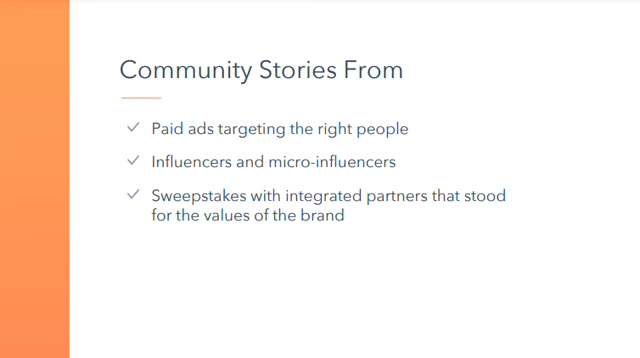 Community Stories From
Paid ads targeting the right people
Influencers and micro-influencers
Sweepstakes with integrated partners that stood
for the values of the brand